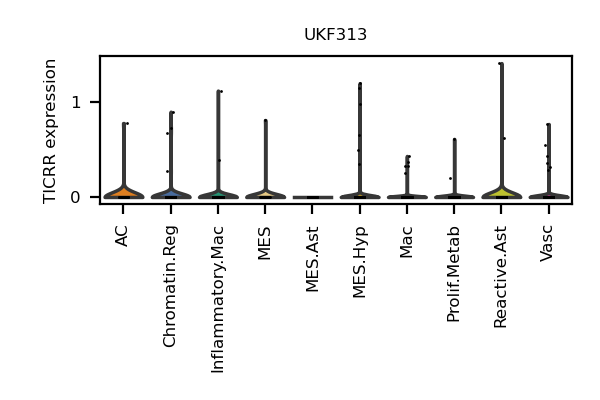 UKF313
TICRR expression
1
0
AC
Chromatin.Reg
Inflammatory.Mac
MES
MES.Ast
MES.Hyp
Mac
Prolif.Metab
Reactive.Ast
Vasc